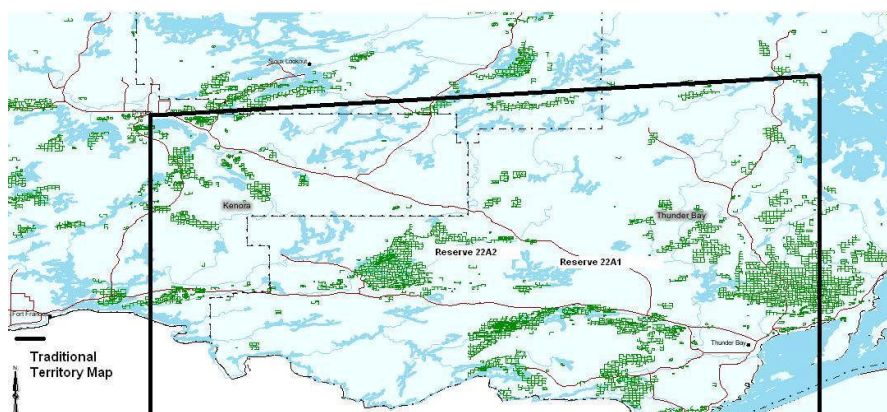 Sioux Lookout
Kenora
Thunder Bay
Reserve 22A2
Reserve 22A1
Fort Frances
Thunder Bay
Traditional
Territory Map
N